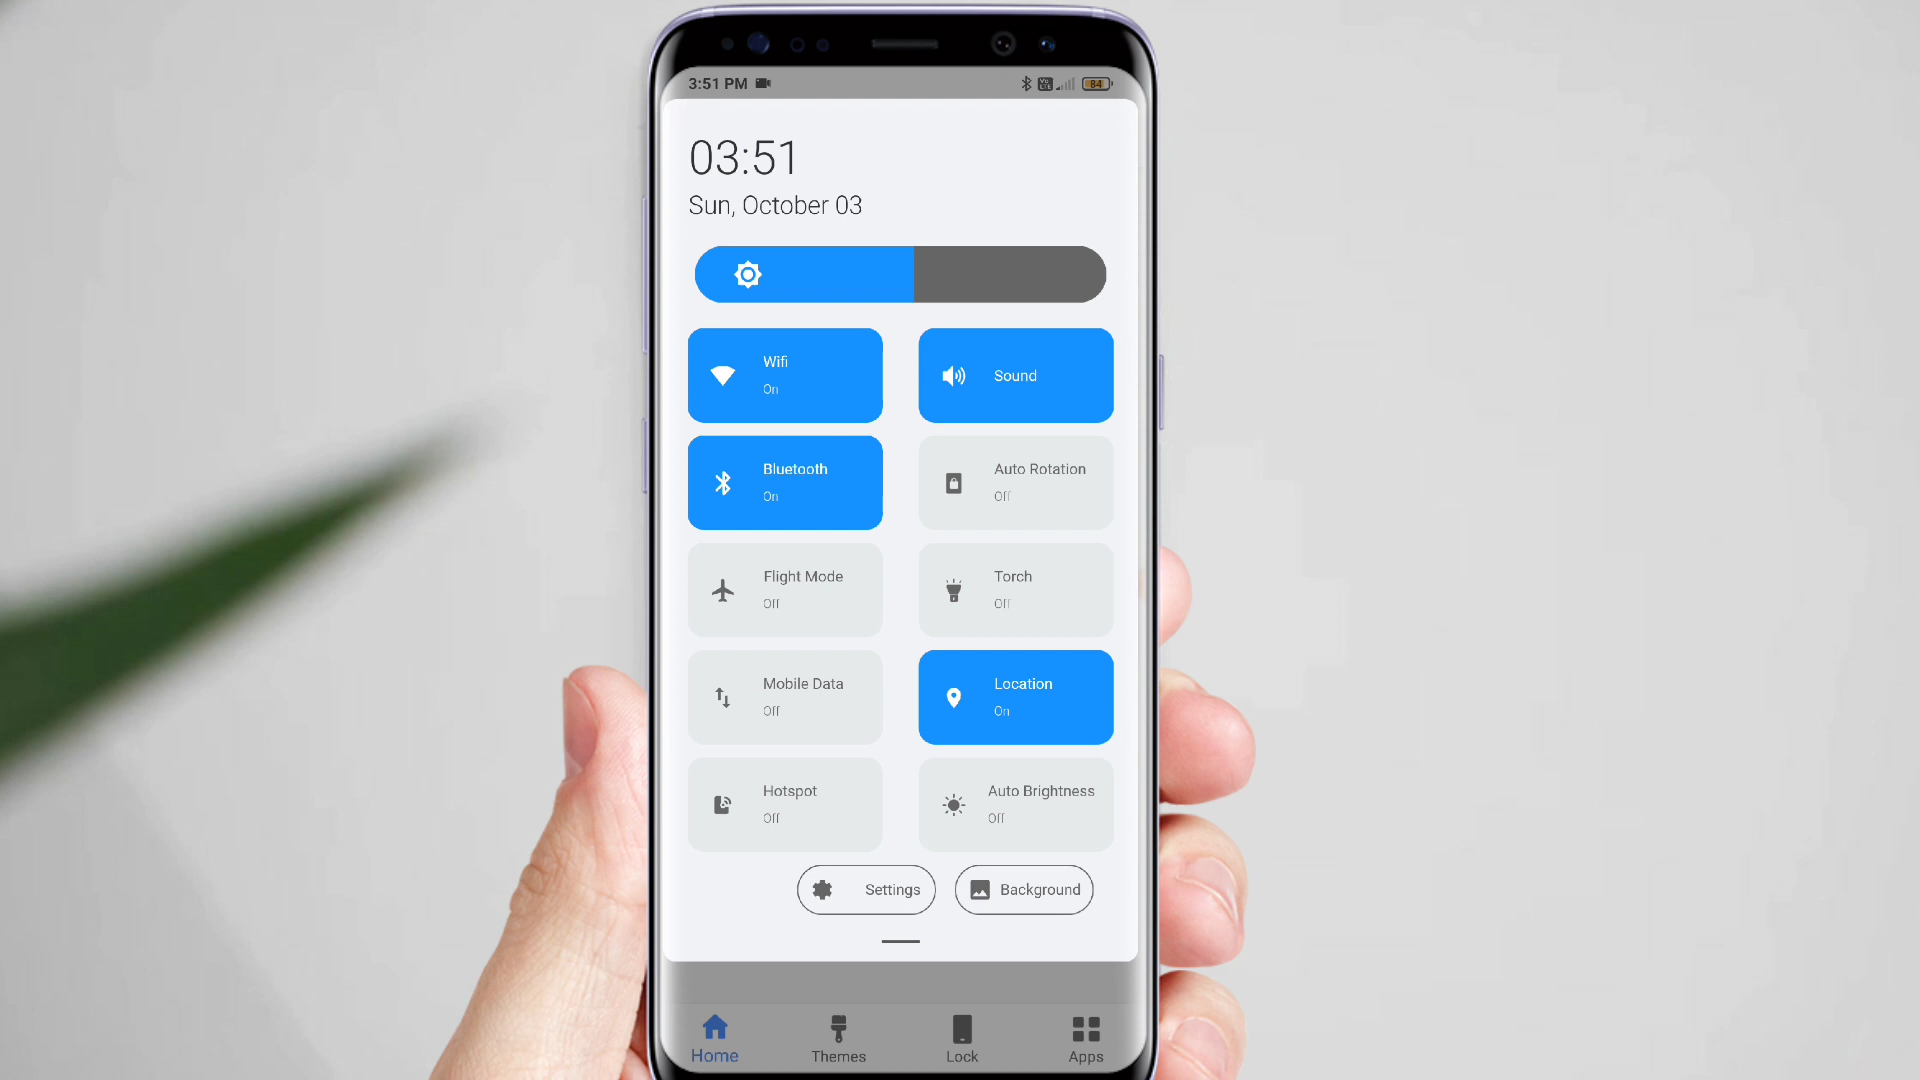 3:51 PM
84
03:51
Sun, October 03
Wifi
On
Sound
Bluetooth
On
Auto Rotation
Off
Flight Mode
Off
Torch
Off
Mobile Data
Off
Location
On
Hotspot
Off
Auto Brightness
Off
Settings
Background
Home
Themes
Lock
Apps